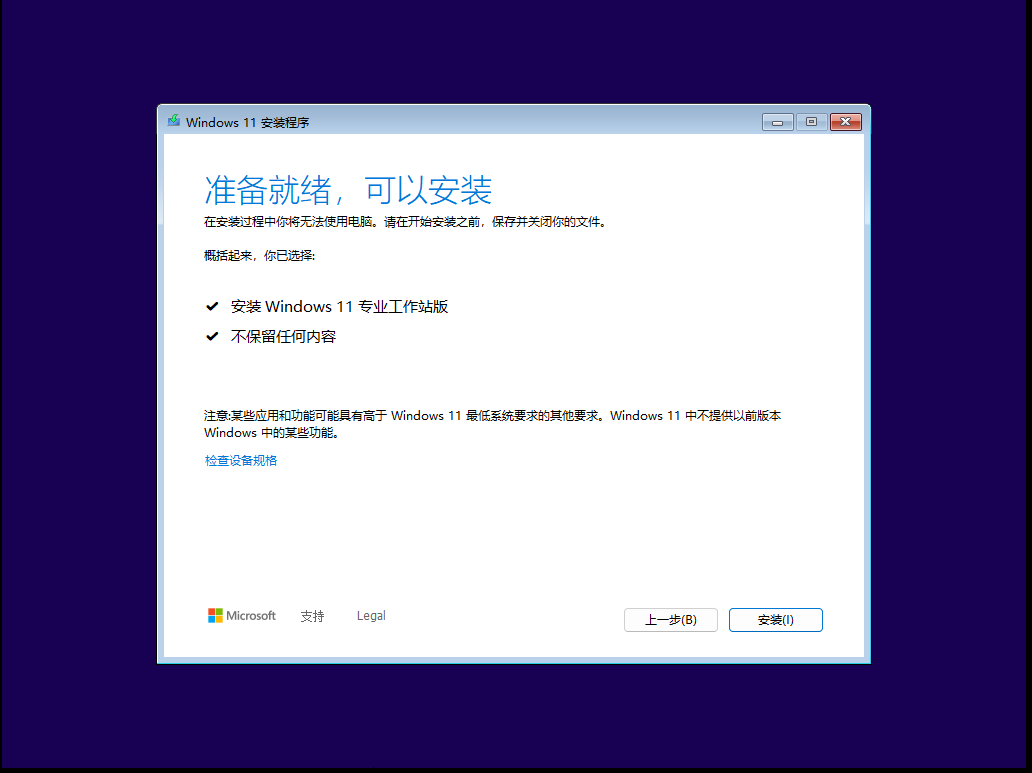 Windows 11 安装程序
准备就绪，可以安装
在安装过程中你将无法使用电脑。请在开始安装之前，保存并关闭你的文件。
概括起来，你已选择:
安装 Windows 11 专业工作站版
不保留任何内容
注意:某些应用和功能可能具有高于 Windows 11 最低系统要求的其他要求。Windows 11 中不提供以前版本
Windows 中的某些功能。
检查设备规格
Microsoft 支持 Legal 上一步(B) 安装(I)